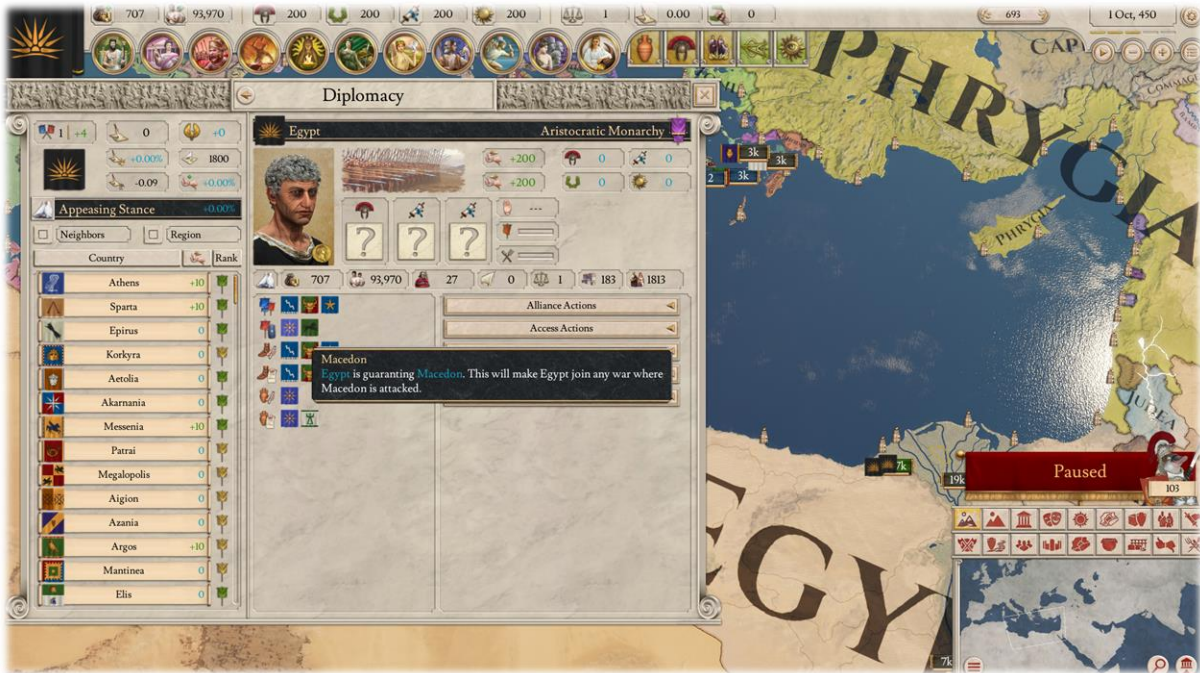 707 93,970 200 200 200 200 1 0.00 0 693 1 Oct, 450
Diplomacy
1 +4 0 +0
+0.00% 1800
-0.09 +0.00%
Appeasing Stance +0.00%
Neighbors Region
Country Rank
Athens +10
Sparta +10
Epirus 0
Korkyra 0
Aetolia 0
Akarnania 0
Messenia +10
Patrai 0
Megalopolis 0
Aigion 0
Azania 0
Argos +10
Mantinea 0
Elis 0
Egypt Aristocratic Monarchy
+200 0 0
+200 0 0
? ? ? ---
707 93,970 27 0 1 183 1813
Alliance Actions
Access Actions
Macedon
Egypt is guaranting Macedon. This will make Egypt join any war where
Macedon is attacked.
PHRYGIA
CAP
COMMAG
3k
3k
2 3k
PHRYGIA
JUDEA
7k
19k
Paused
103
EGY
7k